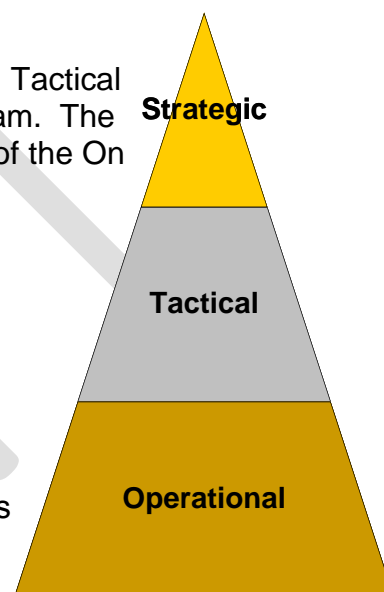 Tactical
am. The
Strategic
of the On
Tactical
s
Operational